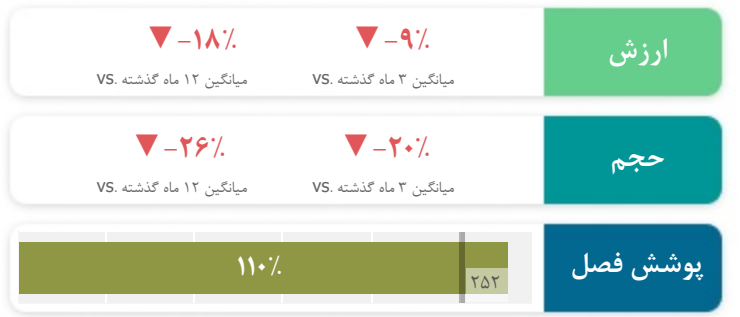 ارزش
▼ -۹٪
▼ -۱۸٪
میانگین ۳ ماه گذشته .VS
میانگین ۱۲ ماه گذشته .VS
حجم
▼ -۲۰٪
▼ -۲۶٪
میانگین ۳ ماه گذشته .VS
میانگین ۱۲ ماه گذشته .VS
پوشش فصل
۱۱۰٪
۲۵۲